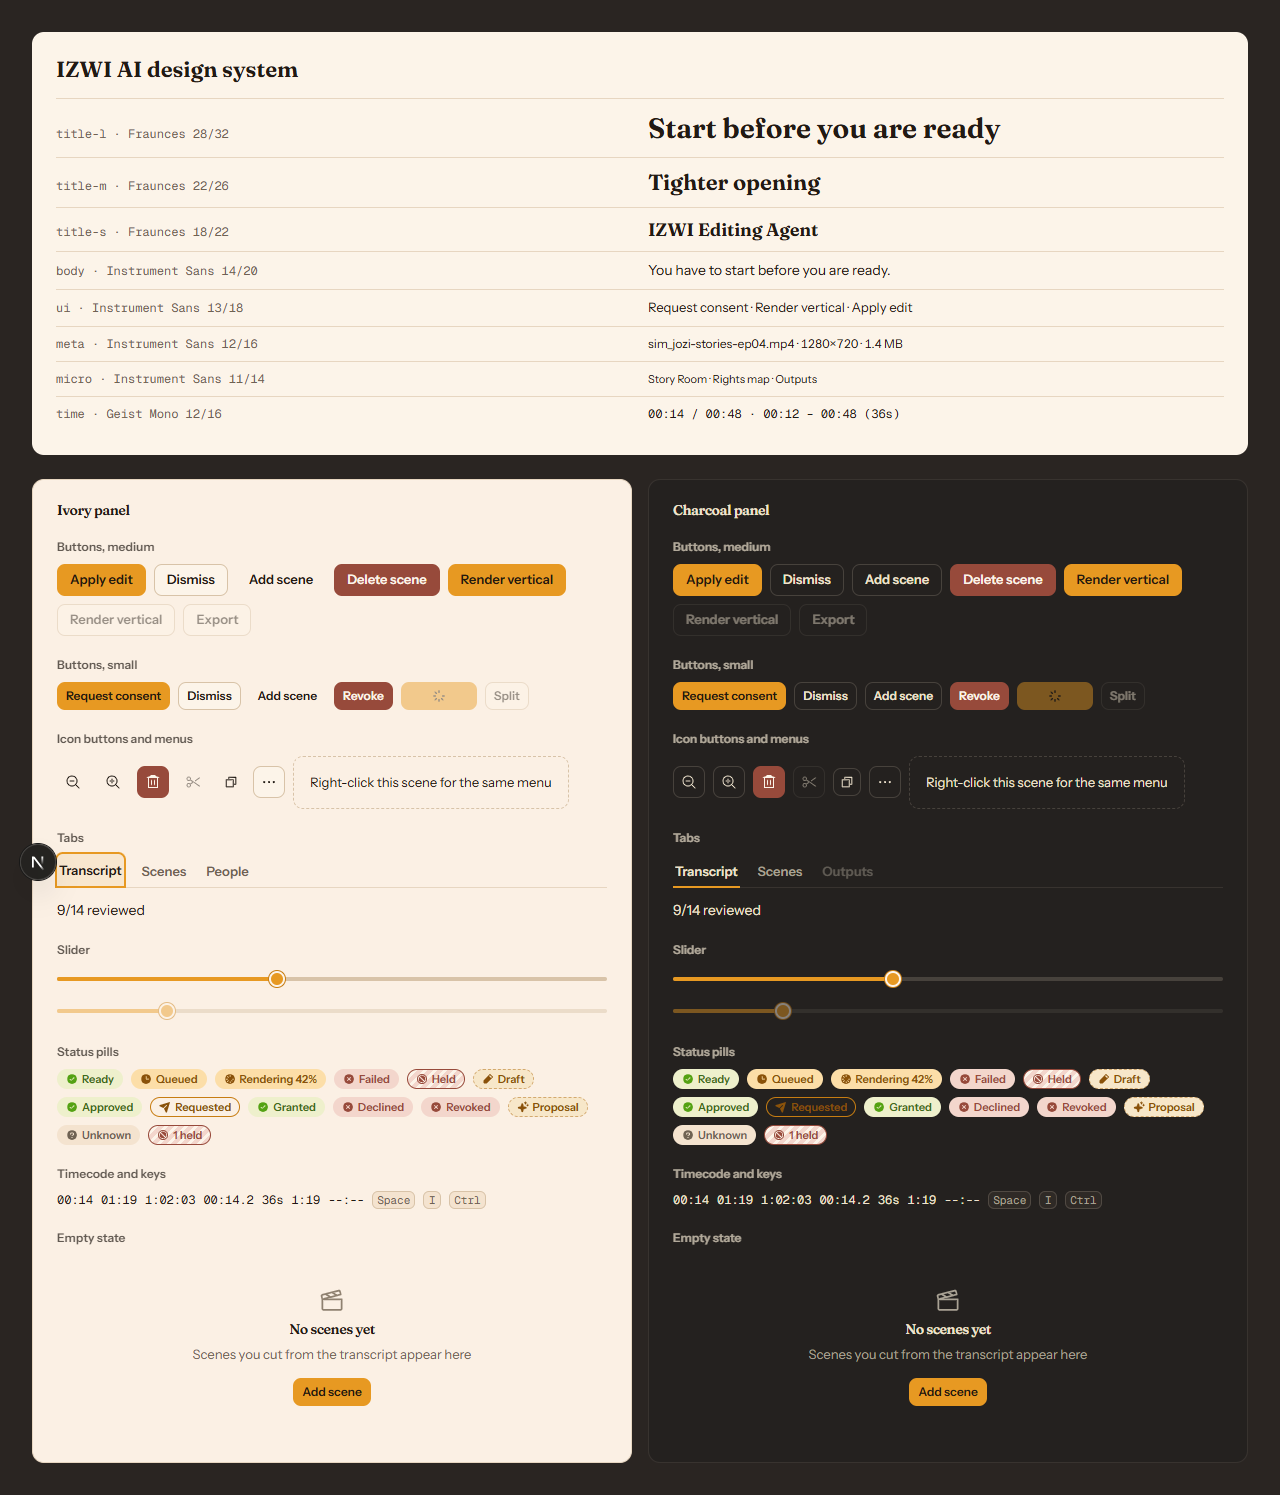 IZWI AI design system
title-l · Fraunces 28/32
Start before you are ready
title-m · Fraunces 22/26
Tighter opening
title-s · Fraunces 18/22
IZWI Editing Agent
body · Instrument Sans 14/20
You have to start before you are ready.
ui · Instrument Sans 13/18
Request consent · Render vertical · Apply edit
meta · Instrument Sans 12/16
sim_jozi-stories-ep04.mp4 · 1280×720 · 1.4 MB
micro · Instrument Sans 11/14
Story Room · Rights map · Outputs
time · Geist Mono 12/16
00:14 / 00:48 · 00:12 – 00:48 (36s)
Ivory panel
Buttons, medium
Apply edit Dismiss Add scene Delete scene Render vertical
Render vertical Export
Buttons, small
Request consent Dismiss Add scene Revoke Split
Icon buttons and menus
Right-click this scene for the same menu
Tabs
N
Transcript Scenes People
9/14 reviewed
Slider
Status pills
Ready Queued Rendering 42% Failed Held Draft
Approved Requested Granted Declined Revoked Proposal
Unknown 1 held
Timecode and keys
00:14 01:19 1:02:03 00:14.2 36s 1:19 --:-- Space I Ctrl
Empty state
No scenes yet
Scenes you cut from the transcript appear here
Add scene
Charcoal panel
Buttons, medium
Apply edit Dismiss Add scene Delete scene Render vertical
Render vertical Export
Buttons, small
Request consent Dismiss Add scene Revoke Split
Icon buttons and menus
Right-click this scene for the same menu
Tabs
Transcript Scenes Outputs
9/14 reviewed
Slider
Status pills
Ready Queued Rendering 42% Failed Held Draft
Approved Requested Granted Declined Revoked Proposal
Unknown 1 held
Timecode and keys
00:14 01:19 1:02:03 00:14.2 36s 1:19 --:-- Space I Ctrl
Empty state
No scenes yet
Scenes you cut from the transcript appear here
Add scene